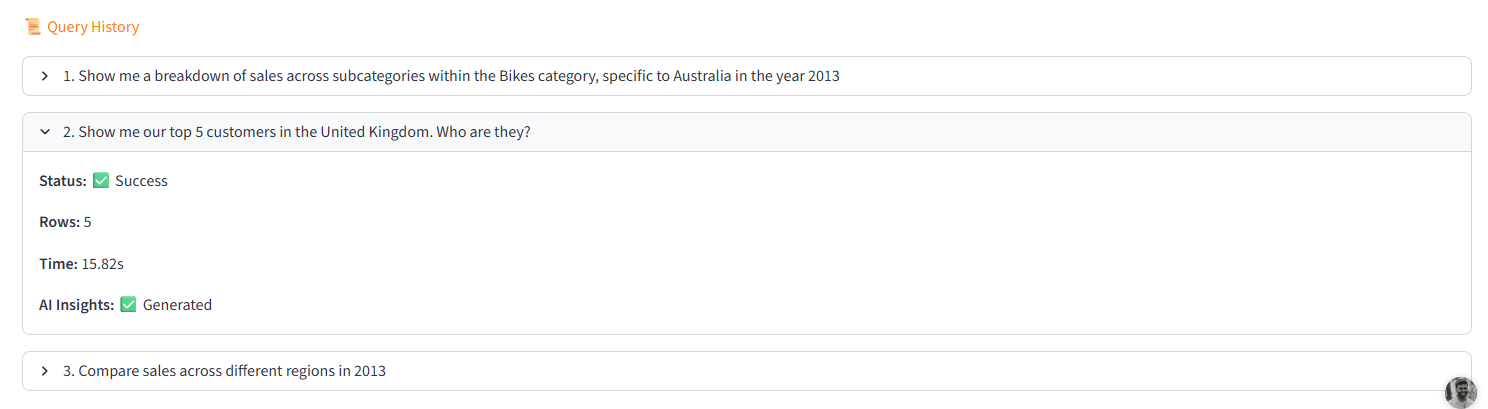 📜 Query History
1. Show me a breakdown of sales across subcategories within the Bikes category, specific to Australia in the year 2013
2. Show me our top 5 customers in the United Kingdom. Who are they?
Status: ✅ Success
Rows: 5
Time: 15.82s
AI Insights: ✅ Generated
3. Compare sales across different regions in 2013